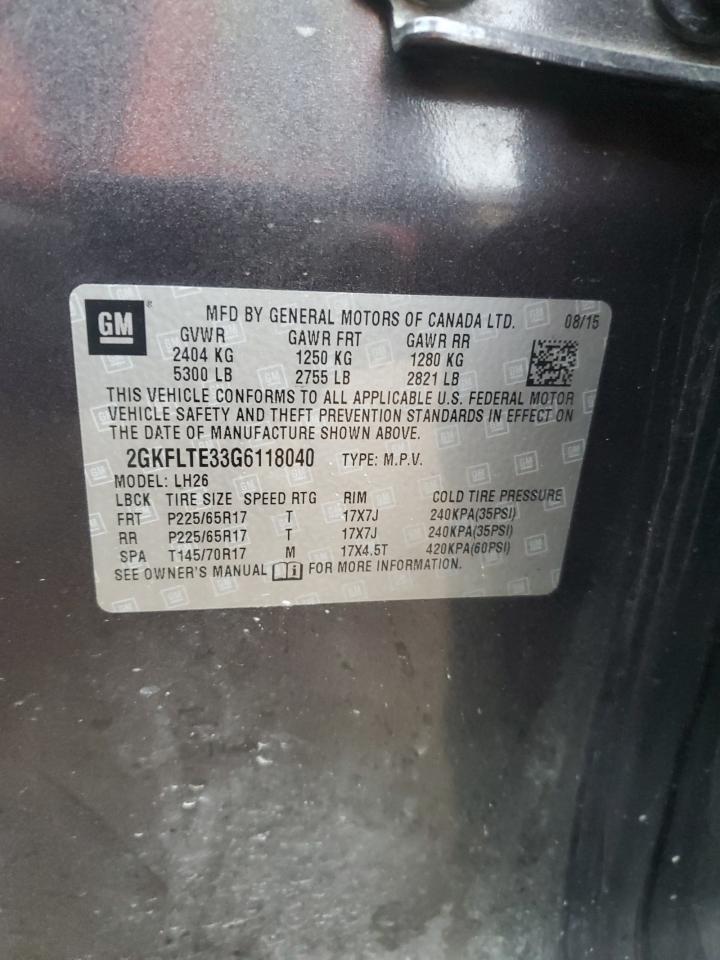 GM ® MFD BY GENERAL MOTORS OF CANADA LTD. 08/15
GVWR GAWR FRT GAWR RR
2404 KG 1250 KG 1280 KG
5300 LB 2755 LB 2821 LB
THIS VEHICLE CONFORMS TO ALL APPLICABLE U.S. FEDERAL MOTOR
VEHICLE SAFETY AND THEFT PREVENTION STANDARDS IN EFFECT ON
THE DATE OF MANUFACTURE SHOWN ABOVE.
2GKFLTE33G6118040 TYPE: M.P.V.
MODEL: LH26
LBCK TIRE SIZE SPEED RTG RIM COLD TIRE PRESSURE
FRT P225/65R17 T 17X7J 240KPA(35PSI)
RR P225/65R17 T 17X7J 240KPA(35PSI)
SPA T145/70R17 M 17X4.5T 420KPA(60PSI)
SEE OWNER'S MANUAL i FOR MORE INFORMATION.